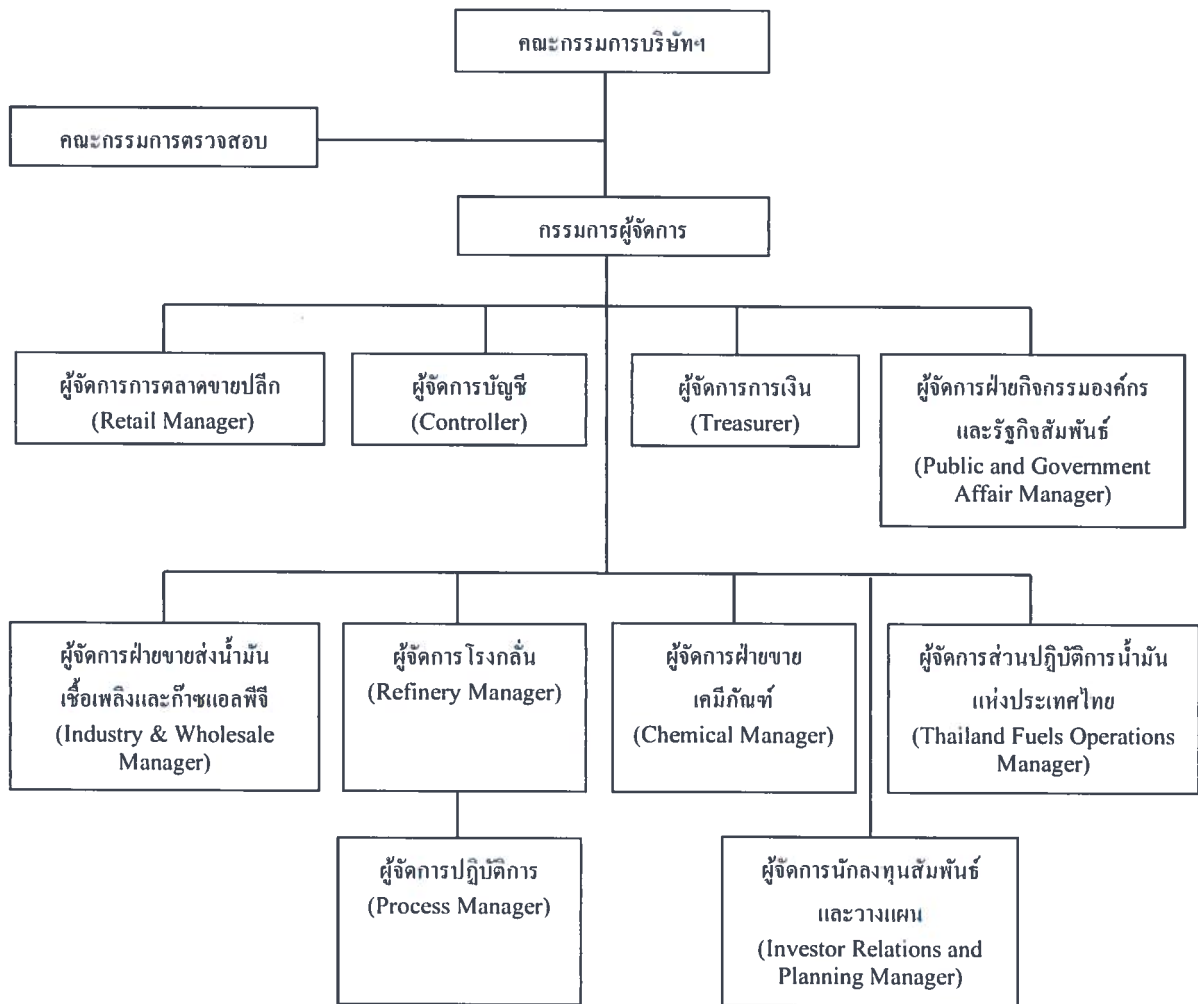 คณะกรรมการบริษัทฯ
คณะกรรมการตรวจสอบ
กรรมการผู้จัดการ
ผู้จัดการการตลาดขายปลีก
(Retail Manager)
ผู้จัดการบัญชี
(Controller)
ผู้จัดการการเงิน
(Treasurer)
ผู้จัดการฝ่ายกิจกรรมองค์กร
และรัฐกิจสัมพันธ์
(Public and Government
Affair Manager)
ผู้จัดการฝ่ายขายส่งน้ำมัน
เชื้อเพลิงและก๊าซแอลพีจี
(Industry & Wholesale
Manager)
ผู้จัดการโรงกลั่น
(Refinery Manager)
ผู้จัดการฝ่ายขาย
เคมีภัณฑ์
(Chemical Manager)
ผู้จัดการส่วนปฏิบัติการน้ำมัน
แห่งประเทศไทย
(Thailand Fuels Operations
Manager)
ผู้จัดการปฏิบัติการ
(Process Manager)
ผู้จัดการนักลงทุนสัมพันธ์
และวางแผน
(Investor Relations and
Planning Manager)